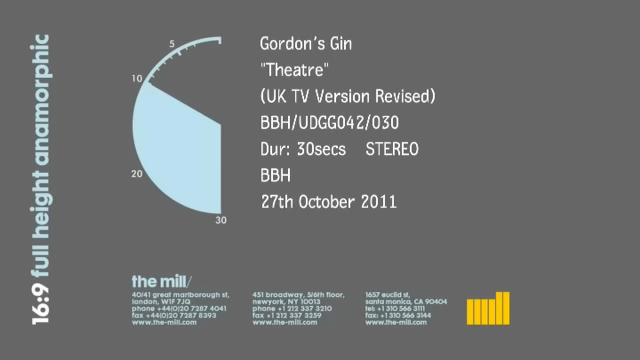 16:9 full height anamorphic
5
10
20
30
Gordon's Gin
"Theatre"
(UK TV Version Revised)
BBH/UDGG042/030
Dur: 30secs STEREO
BBH
27th October 2011
the mill/
40/41 great marlborough st,
london, W1F 7JQ
phone +44(0)20 7287 4041
fax +44(0)20 7287 8393
www.the-mill.com
451 broadway, 5/6th floor,
newyork, NY 10013
phone +1 212 337 3210
fax +1 212 337 3259
www.the-mill.com
1657 euclid st,
santa monica, CA 90404
tel: +1 310 566 3111
fax: +1 310 566 3144
www.the-mill.com